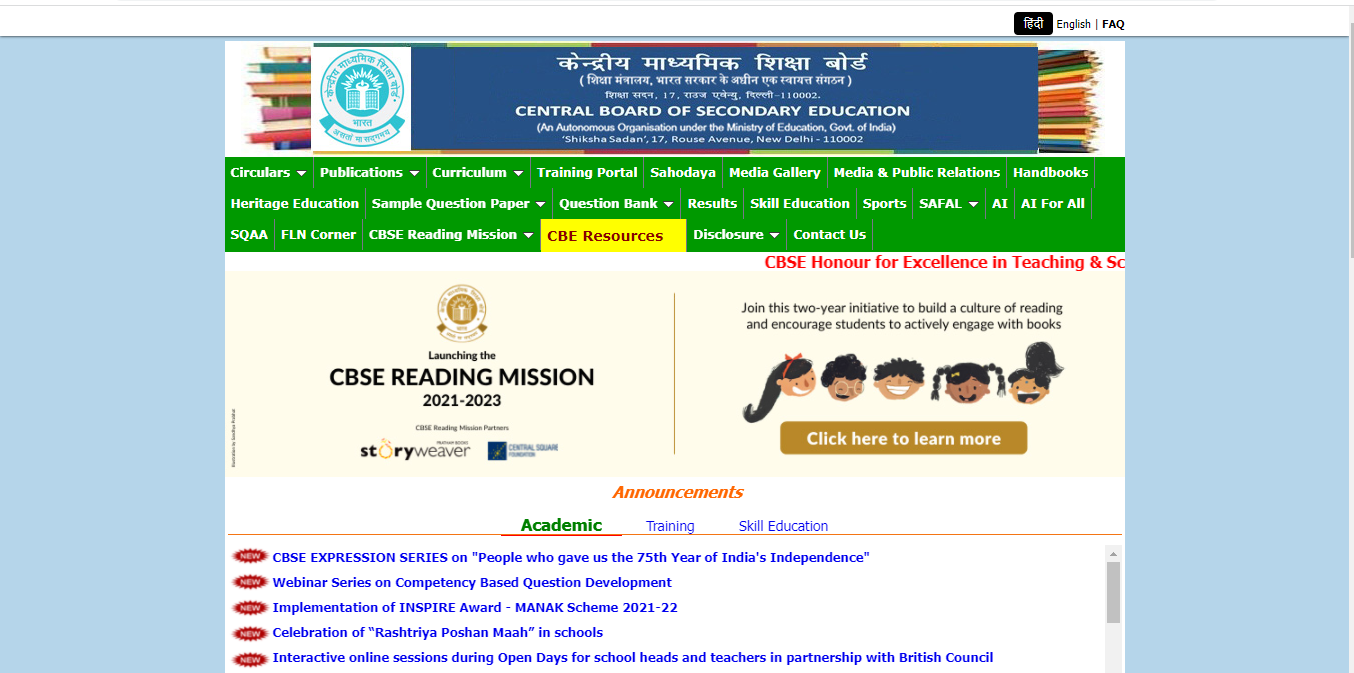 हिंदी English | FAQ
केन्द्रीय माध्यमिक शिक्षा बोर्ड
( शिक्षा मंत्रालय, भारत सरकार के अधीन एक स्वायत्त संगठन )
शिक्षा सदन, 17, राउज एवेन्यु, दिल्ली-110002.
CENTRAL BOARD OF SECONDARY EDUCATION
(An Autonomous Organisation under the Ministry of Education, Govt. of India)
'Shiksha Sadan', 17, Rouse Avenue, New Delhi - 110002
केन्द्रीय माध्यमिक शिक्षा बोर्ड
भारत
असतो मा सद्गमय
Circulars Publications Curriculum Training Portal Sahodaya Media Gallery Media & Public Relations Handbooks
Heritage Education Sample Question Paper Question Bank Results Skill Education Sports SAFAL AI AI For All
SQAA FLN Corner CBSE Reading Mission CBE Resources Disclosure Contact Us
CBSE Honour for Excellence in Teaching & Sc
Launching the
CBSE READING MISSION
2021-2023
CBSE Reading Mission Partners
PRATHAM BOOKS
storyweaver
CENTRAL SQUARE
FOUNDATION
Join this two-year initiative to build a culture of reading
and encourage students to actively engage with books
Click here to learn more
Announcements
Academic Training Skill Education
NEW CBSE EXPRESSION SERIES on "People who gave us the 75th Year of India's Independence"
NEW Webinar Series on Competency Based Question Development
NEW Implementation of INSPIRE Award - MANAK Scheme 2021-22
NEW Celebration of “Rashtriya Poshan Maah” in schools
NEW Interactive online sessions during Open Days for school heads and teachers in partnership with British Council